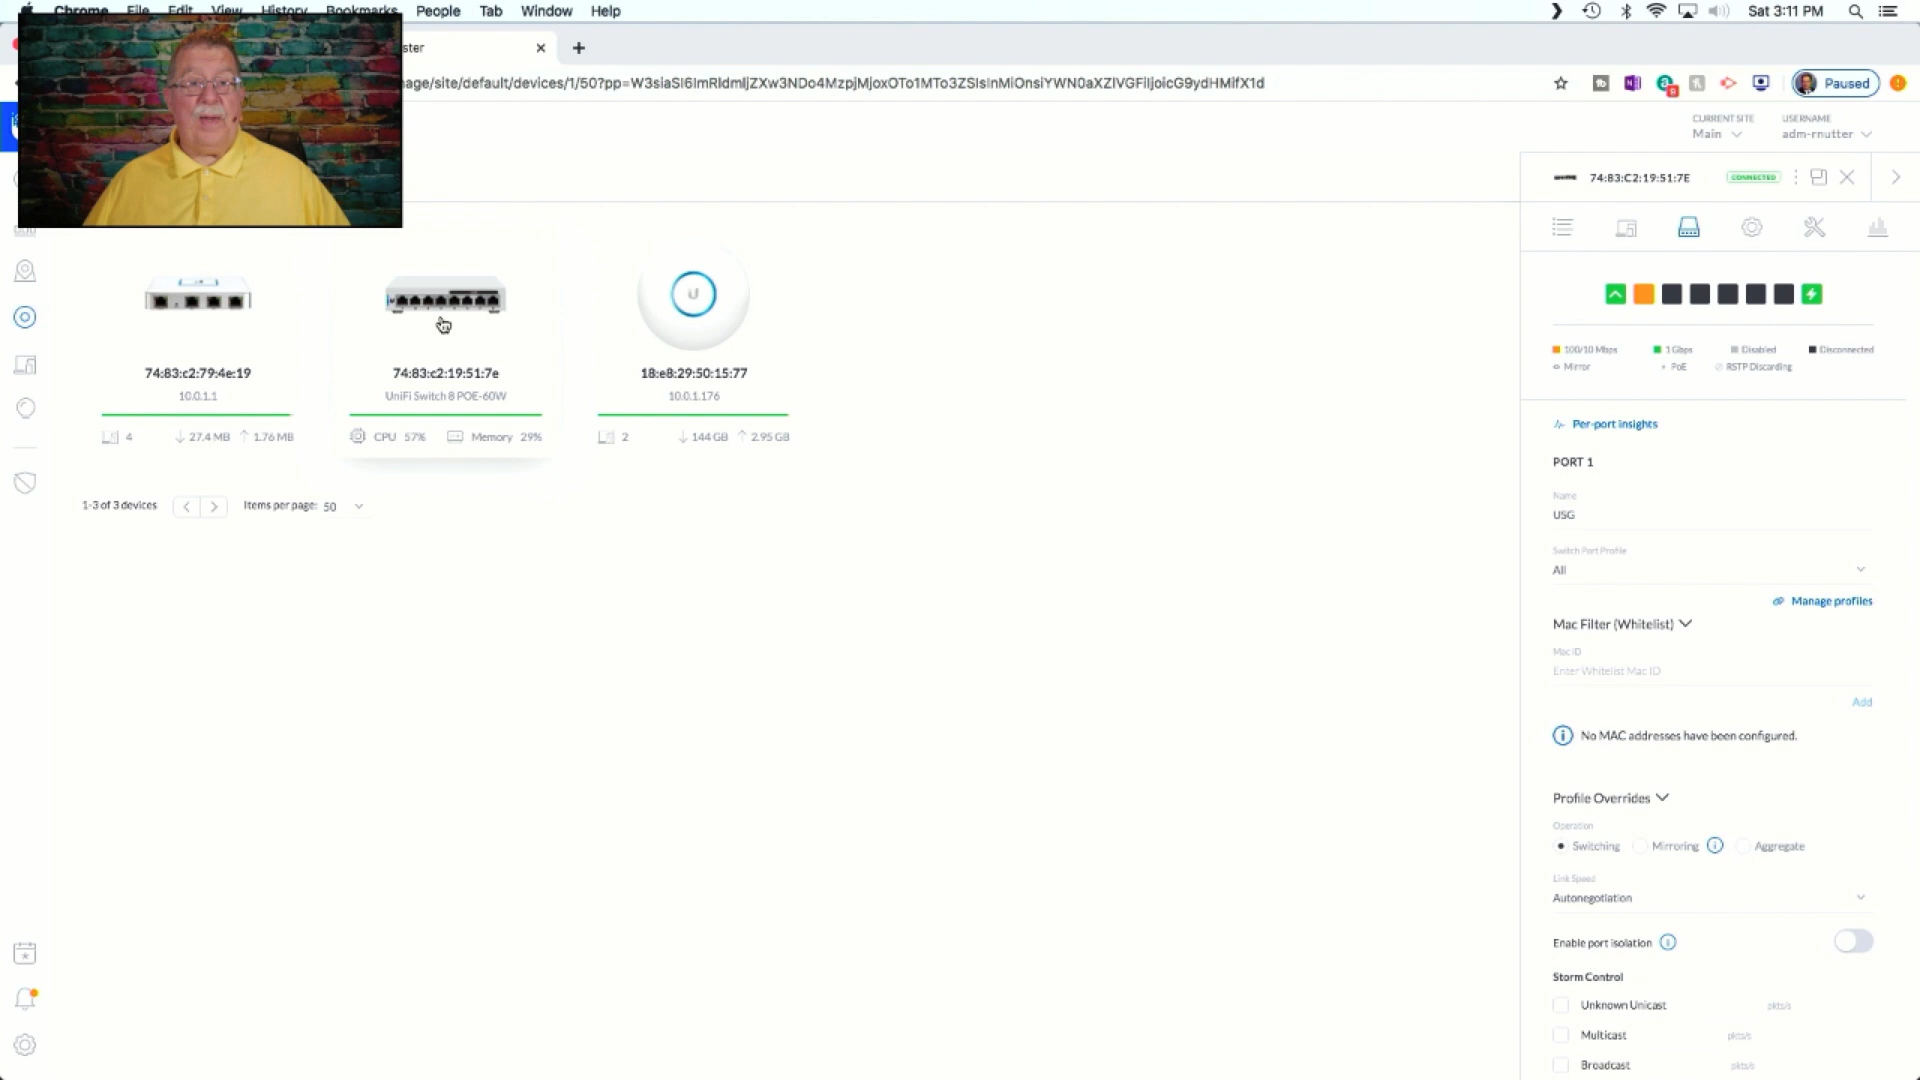 Chrome File Edit View History Bookmarks People Tab Window Help
Sat 3:11 PM
ster
age/site/default/devices/1/50?pp=
Paused
CURRENT SITE
Main
USERNAME
adm-rnutter
74:83:C2:19:51:7E
CONNECTED
100/10 Mbps
1 Gbps
Disabled
Disconnected
Mirror
PoE
RSTP Discarding
74:83:c2:79:4e:19
10.0.1.1
4
27.4 MB
1.76 MB
74:83:c2:19:51:7e
UniFi Switch 8 POE-60W
CPU 57%
Memory 29%
18:e8:29:50:15:77
10.0.1.176
2
144 GB
2.95 GB
1-3 of 3 devices
Items per page: 50
Per-port insights
PORT 1
Name
USG
Switch Port Profile
All
Manage profiles
Mac Filter (Whitelist)
Mac ID
Enter Whitelist Mac ID
Add
No MAC addresses have been configured.
Profile Overrides
Operation
Switching
Mirroring
Aggregate
Link Speed
Autonegotiation
Enable port isolation
Storm Control
Unknown Unicast
pkts/s
Multicast
pkts/s
Broadcast
pkts/s